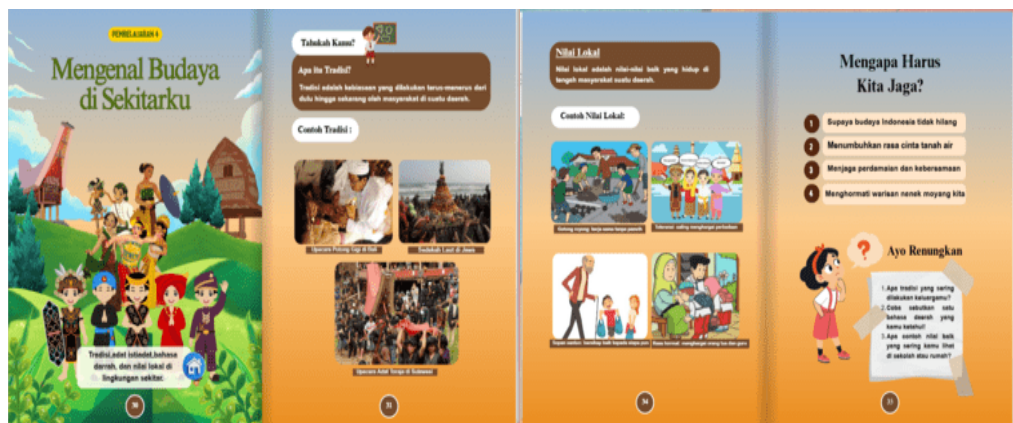 PEMBELAJARAN 4
Mengenal Budaya
di Sekitarku
Tradisi,adat istiadat,bahasa
daerah, dan nilai lokal di
lingkungan sekitar.
30
Tahukah Kamu?
Apa itu Tradisi?
Tradisi adalah kebiasaan yang dilakukan terus-menerus dari
dulu hingga sekarang oleh masyarakat di suatu daerah.
Contoh Tradisi :
Upacara Potong Gigi di Bali
Sedekah Laut di Jawa
Upacara Adat Toraja di Sulawesi
31
Nilai Lokal
Nilai lokal adalah nilai-nilai baik yang hidup di
tengah masyarakat suatu daerah.
Contoh Nilai Lokal:
Gotong royong: kerja sama tanpa pamrih
Toleransi: saling menghargai perbedaan
Sopan santun: bersikap baik kepada siapa pun
Rasa hormat: menghargai orang tua dan guru
34
Mengapa Harus
Kita Jaga?
1 Supaya budaya Indonesia tidak hilang
2 Menumbuhkan rasa cinta tanah air
3 Menjaga perdamaian dan kebersamaan
4 Menghormati warisan nenek moyang kita
?
Ayo Renungkan
1. Apa tradisi yang sering
dilakukan keluargamu?
2. Coba sebutkan satu
bahasa daerah yang
kamu ketahui!
3. Apa contoh nilai baik
yang sering kamu lihat
di sekolah atau rumah?